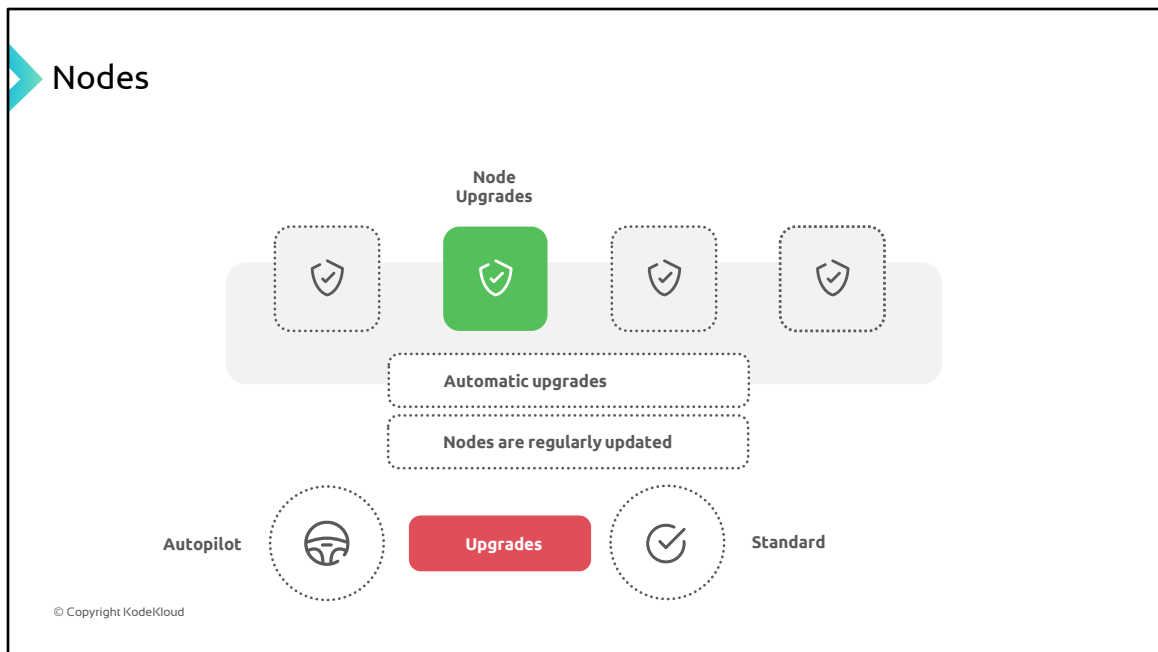 Nodes
Node
Upgrades
Automatic upgrades
Nodes are regularly updated
Autopilot
Upgrades
Standard
© Copyright KodeKloud